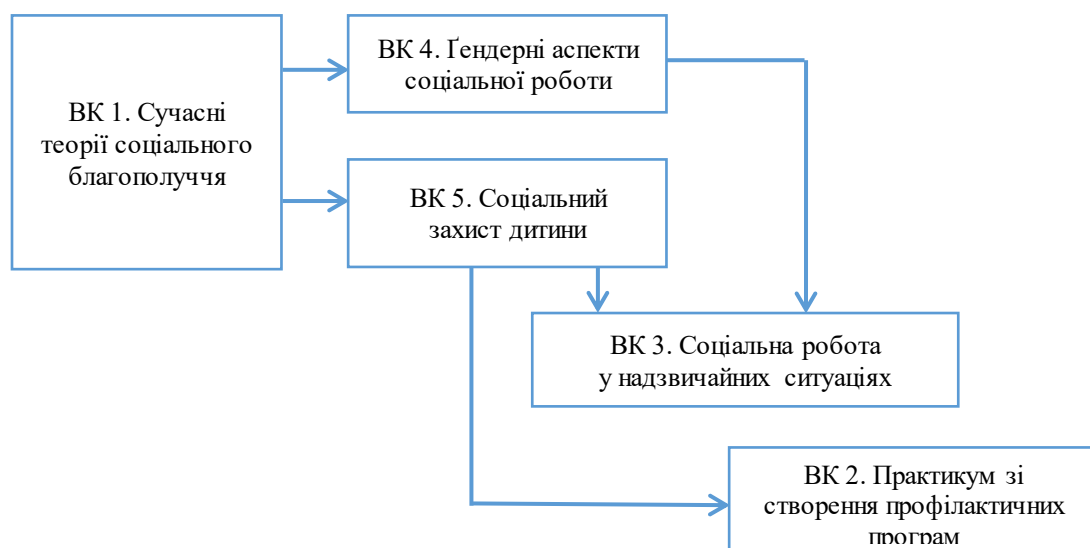 ВК 1. Сучасні
теорії соціального
благополуччя
ВК 4. Ґендерні аспекти
соціальної роботи
ВК 5. Соціальний
захист дитини
ВК 3. Соціальна робота
у надзвичайних ситуаціях
ВК 2. Практикум зі
створення профілактичних
програм